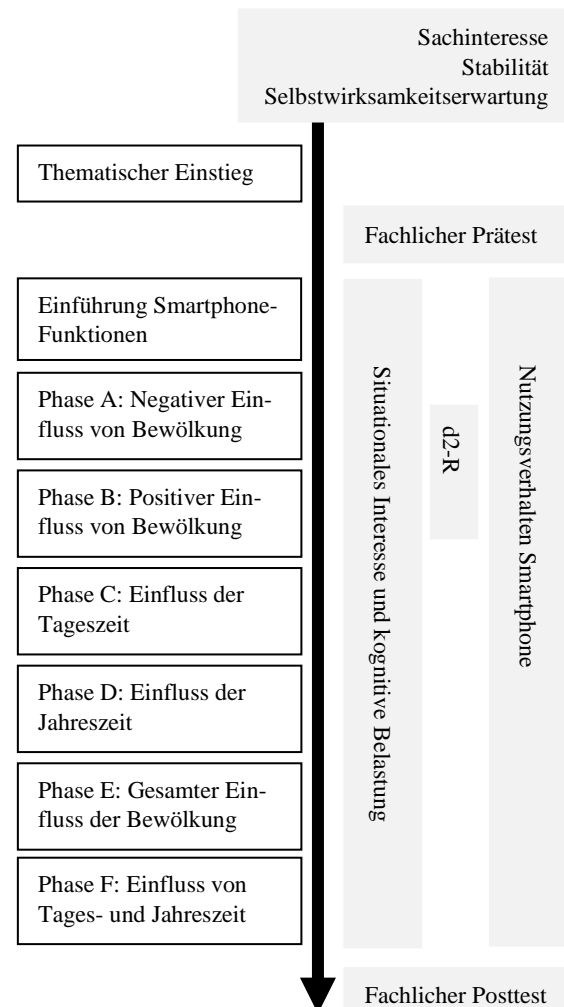 Sachinteresse
Stabilität
Selbstwirksamkeitserwartung
Thematischer Einstieg
Fachlicher Prätest
Einführung Smartphone-
Funktionen
Phase A: Negativer Ein-
fluss von Bewölkung
Phase B: Positiver Ein-
fluss von Bewölkung
Phase C: Einfluss der
Tageszeit
Phase D: Einfluss der
Jahreszeit
Phase E: Gesamter Ein-
fluss der Bewölkung
Phase F: Einfluss von
Tages- und Jahreszeit
Situationales Interesse und kognitive Belastung
d2-R
Nutzungsverhalten Smartphone
Fachlicher Posttest